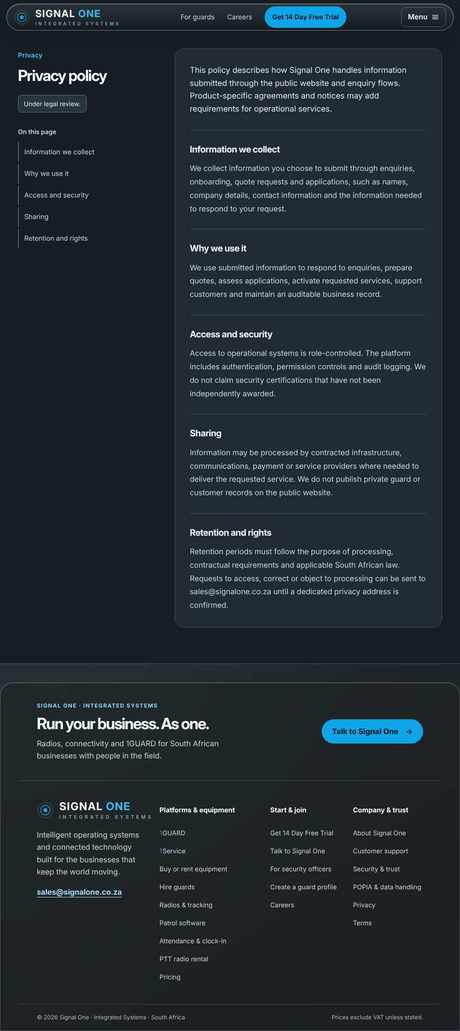 SIGNAL ONE
INTEGRATED SYSTEMS
For guards
Careers
Get 14 Day Free Trial
Menu
Privacy
Privacy policy
Under legal review.
On this page
Information we collect
Why we use it
Access and security
Sharing
Retention and rights
This policy describes how Signal One handles information
submitted through the public website and enquiry flows.
Product-specific agreements and notices may add
requirements for operational services.
Information we collect
We collect information you choose to submit through enquiries,
onboarding, quote requests and applications, such as names,
company details, contact information and the information needed
to respond to your request.
Why we use it
We use submitted information to respond to enquiries, prepare
quotes, assess applications, activate requested services, support
customers and maintain an auditable business record.
Access and security
Access to operational systems is role-controlled. The platform
includes authentication, permission controls and audit logging. We
do not claim security certifications that have not been
independently awarded.
Sharing
Information may be processed by contracted infrastructure,
communications, payment or service providers where needed to
deliver the requested service. We do not publish private guard or
customer records on the public website.
Retention and rights
Retention periods must follow the purpose of processing,
contractual requirements and applicable South African law.
Requests to access, correct or object to processing can be sent to
sales@signalone.co.za until a dedicated privacy address is
confirmed.
SIGNAL ONE · INTEGRATED SYSTEMS
Run your business. As one.
Radios, connectivity and 1GUARD for South African
businesses with people in the field.
Talk to Signal One →
SIGNAL ONE
INTEGRATED SYSTEMS
Intelligent operating systems
and connected technology
built for the businesses that
keep the world moving.
sales@signalone.co.za
Platforms & equipment
1GUARD
1Service
Buy or rent equipment
Hire guards
Radios & tracking
Patrol software
Attendance & clock-in
PTT radio rental
Pricing
Start & join
Get 14 Day Free Trial
Talk to Signal One
For security officers
Create a guard profile
Careers
Company & trust
About Signal One
Customer support
Security & trust
POPIA & data handling
Privacy
Terms
© 2026 Signal One · Integrated Systems · South Africa
Prices exclude VAT unless stated.